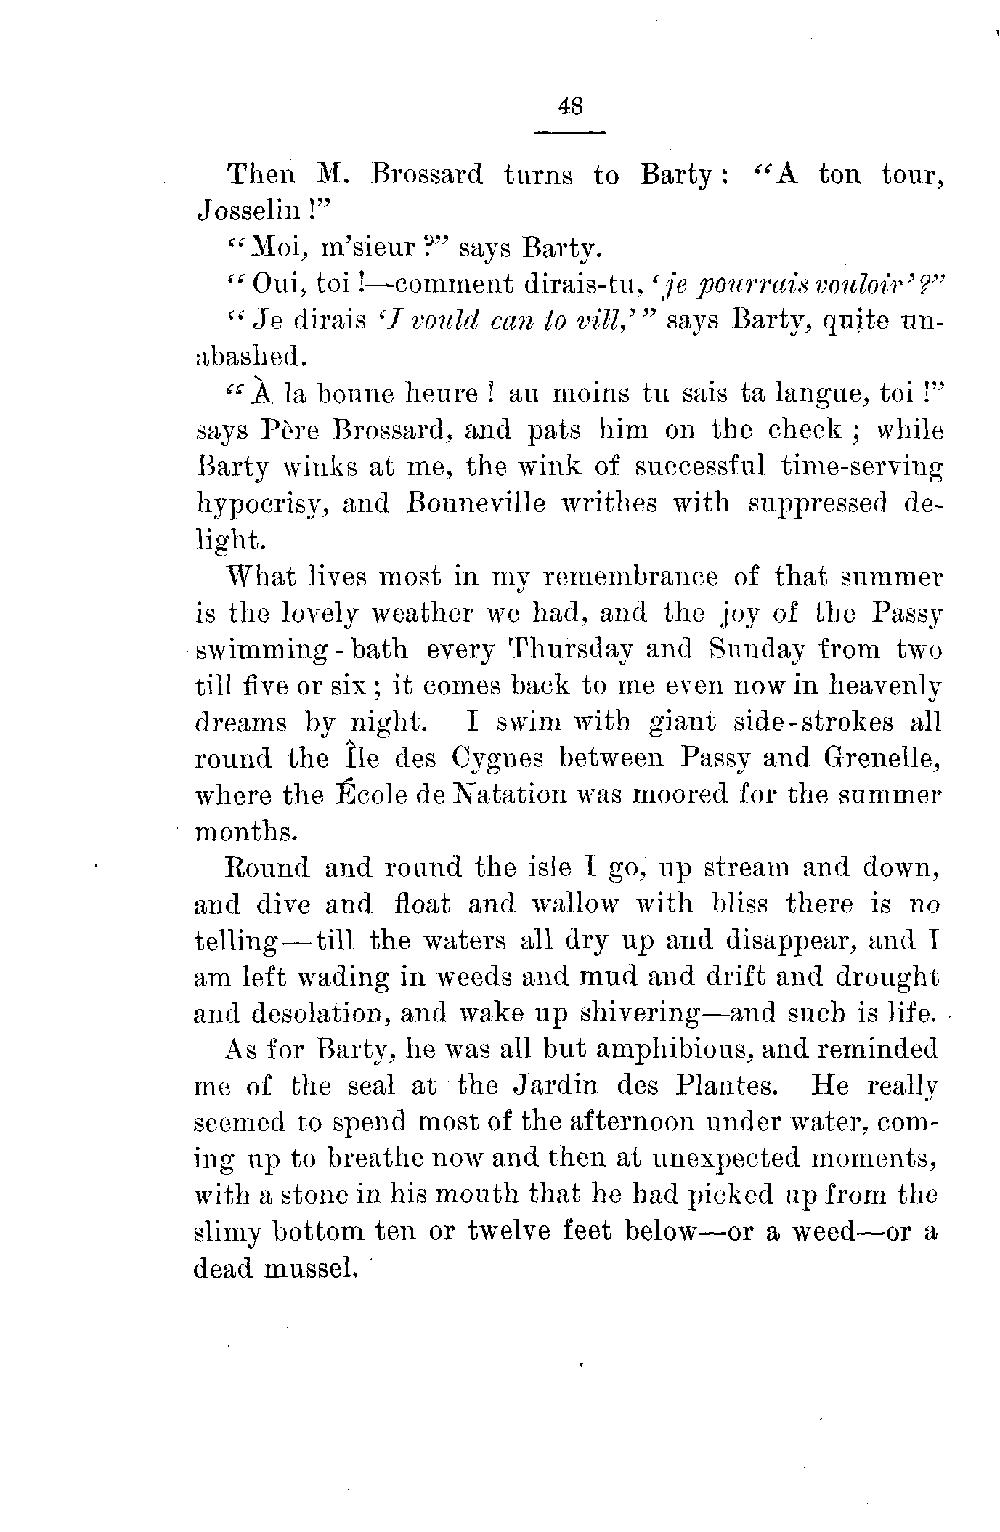 48
Then M. Brossard turns to Barty : “A ton tour,
Josselin !”
“Moi, m’sieur ?” says Barty.
“Oui, toi !—comment dirais-tu, ‘je pourrais vouloir’ ?”
“Je dirais ‘I vould can to vill,’ ” says Barty, quite un-
abashed.
“À la bonne heure ! au moins tu sais ta langue, toi !”
says Père Brossard, and pats him on the cheek ; while
Barty winks at me, the wink of successful time-serving
hypocrisy, and Bonneville writhes with suppressed de-
light.
What lives most in my remembrance of that summer
is the lovely weather we had, and the joy of the Passy
swimming-bath every Thursday and Sunday from two
till five or six ; it comes back to me even now in heavenly
dreams by night. I swim with giant side-strokes all
round the Île des Cygnes between Passy and Grenelle,
where the École de Natation was moored for the summer
months.
Round and round the isle I go, up stream and down,
and dive and float and wallow with bliss there is no
telling—till the waters all dry up and disappear, and I
am left wading in weeds and mud and drift and drought
and desolation, and wake up shivering—and such is life.
As for Barty, he was all but amphibious, and reminded
me of the seal at the Jardin des Plantes. He really
seemed to spend most of the afternoon under water, com-
ing up to breathe now and then at unexpected moments,
with a stone in his mouth that he had picked up from the
slimy bottom ten or twelve feet below—or a weed—or a
dead mussel.